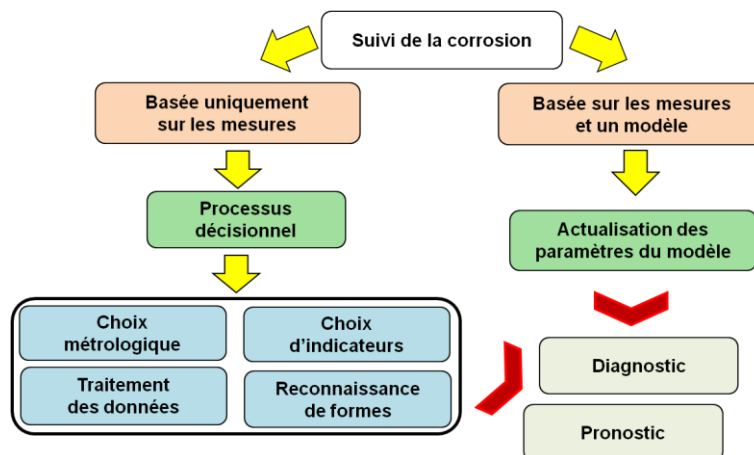 Suivi de la corrosion
Basée uniquement
sur les mesures
Basée sur les mesures
et un modèle
Processus
décisionnel
Actualisation des
paramètres du modèle
Choix
métrologique
Choix
d’indicateurs
Traitement
des données
Reconnaissance
de formes
Diagnostic
Pronostic